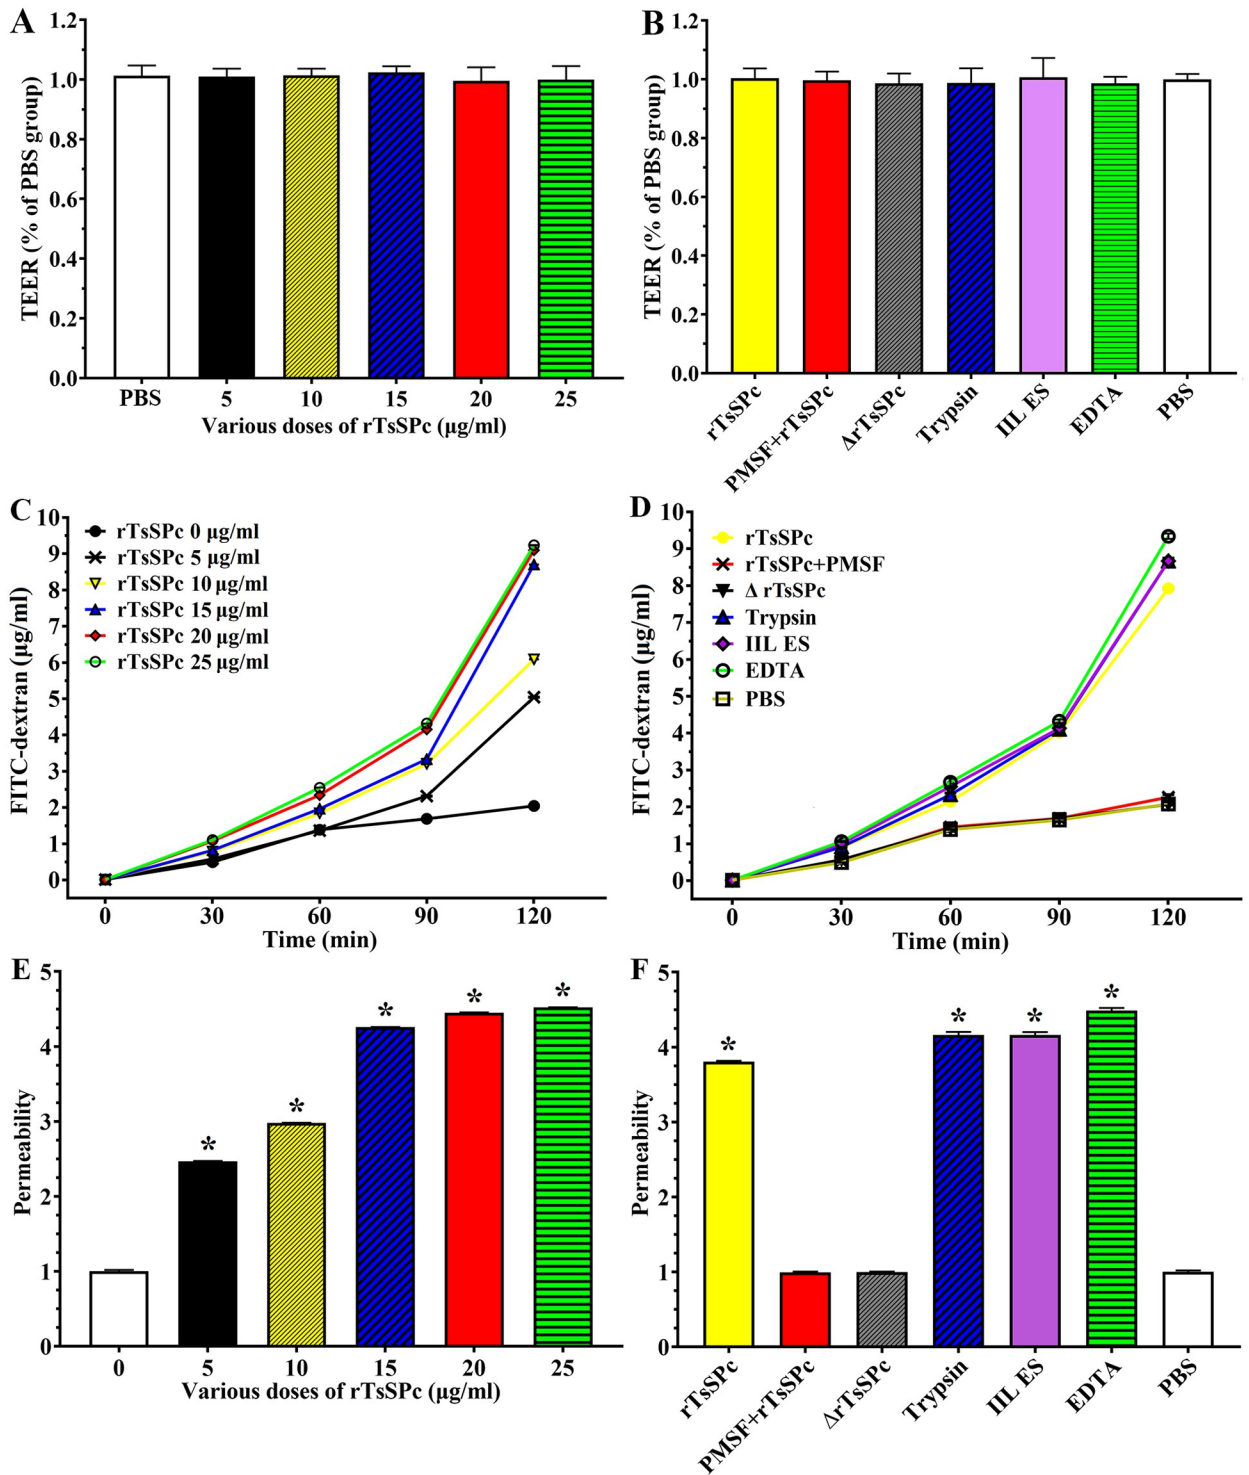 A
TEER (% of PBS group)
1.2
1.0
0.8
0.6
0.4
0.2
0.0
PBS 5 10 15 20 25
Various doses of rTsSPc (µg/ml)
B
TEER (% of PBS group)
1.2
1.0
0.8
0.6
0.4
0.2
0.0
rTsSPc
PMSF+rTsSPc
ΔrTsSPc
Trypsin
IIL ES
EDTA
PBS
C
FITC-dextran (µg/ml)
10
9
8
7
6
5
4
3
2
1
0
rTsSPc 0 µg/ml
rTsSPc 5 µg/ml
rTsSPc 10 µg/ml
rTsSPc 15 µg/ml
rTsSPc 20 µg/ml
rTsSPc 25 µg/ml
0 30 60 90 120
Time (min)
D
FITC-dextran (µg/ml)
10
9
8
7
6
5
4
3
2
1
0
rTsSPc
rTsSPc+PMSF
Δ rTsSPc
Trypsin
IIL ES
EDTA
PBS
0 30 60 90 120
Time (min)
E
Permeability
5
4
3
2
1
0
* * * * *
0 5 10 15 20 25
Various doses of rTsSPc (µg/ml)
F
Permeability
5
4
3
2
1
0
* * * *
rTsSPc
PMSF+rTsSPc
ΔrTsSPc
Trypsin
IIL ES
EDTA
PBS